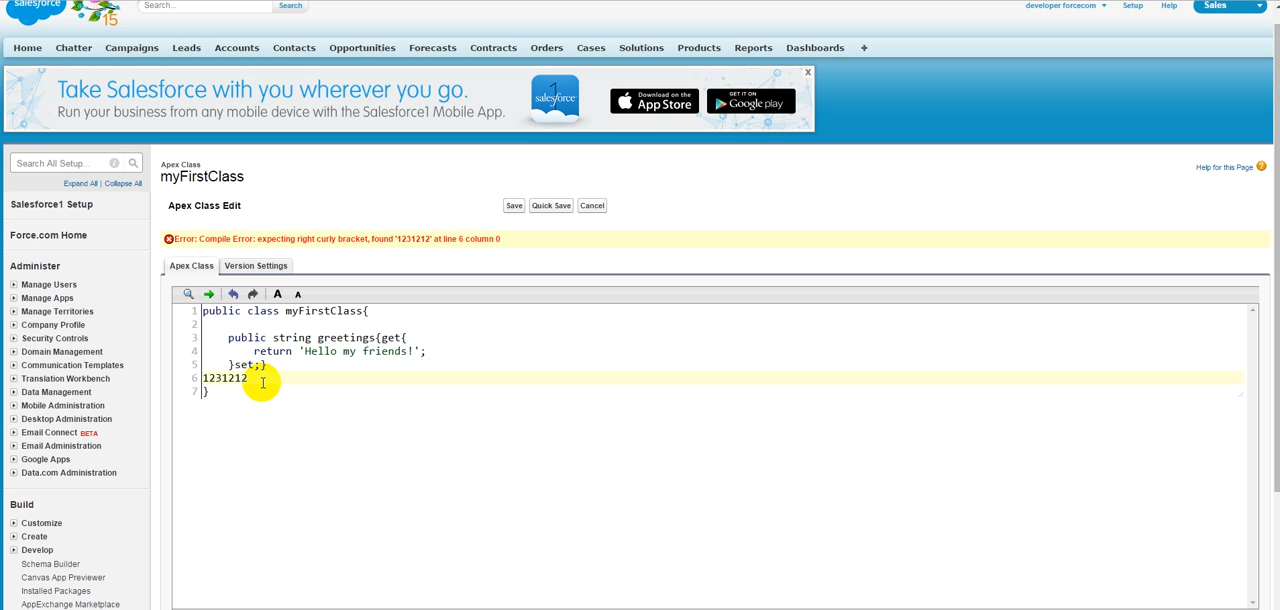 salesforce
15
Search...
Search
developer forcecom
Setup
Help
Sales
Home Chatter Campaigns Leads Accounts Contacts Opportunities Forecasts Contracts Orders Cases Solutions Products Reports Dashboards +
Take Salesforce with you wherever you go.
Run your business from any mobile device with the Salesforce1 Mobile App.
1
salesforce
Download on the
App Store
GET IT ON
Google play
X
Search All Setup...
Expand All | Collapse All
Salesforce1 Setup
Force.com Home
Administer
Manage Users
Manage Apps
Manage Territories
Company Profile
Security Controls
Domain Management
Communication Templates
Translation Workbench
Data Management
Mobile Administration
Desktop Administration
Email Connect BETA
Email Administration
Google Apps
Data.com Administration
Build
Customize
Create
Develop
Schema Builder
Canvas App Previewer
Installed Packages
AppExchange Marketplace
Apex Class
myFirstClass
Help for this Page ?
Apex Class Edit
Save Quick Save Cancel
Error: Compile Error: expecting right curly bracket, found '1231212' at line 6 column 0
Apex Class Version Settings
A A
1 public class myFirstClass{
2
3 public string greetings{get{
4 return 'Hello my friends!';
5 }set;}
6 1231212
7 }